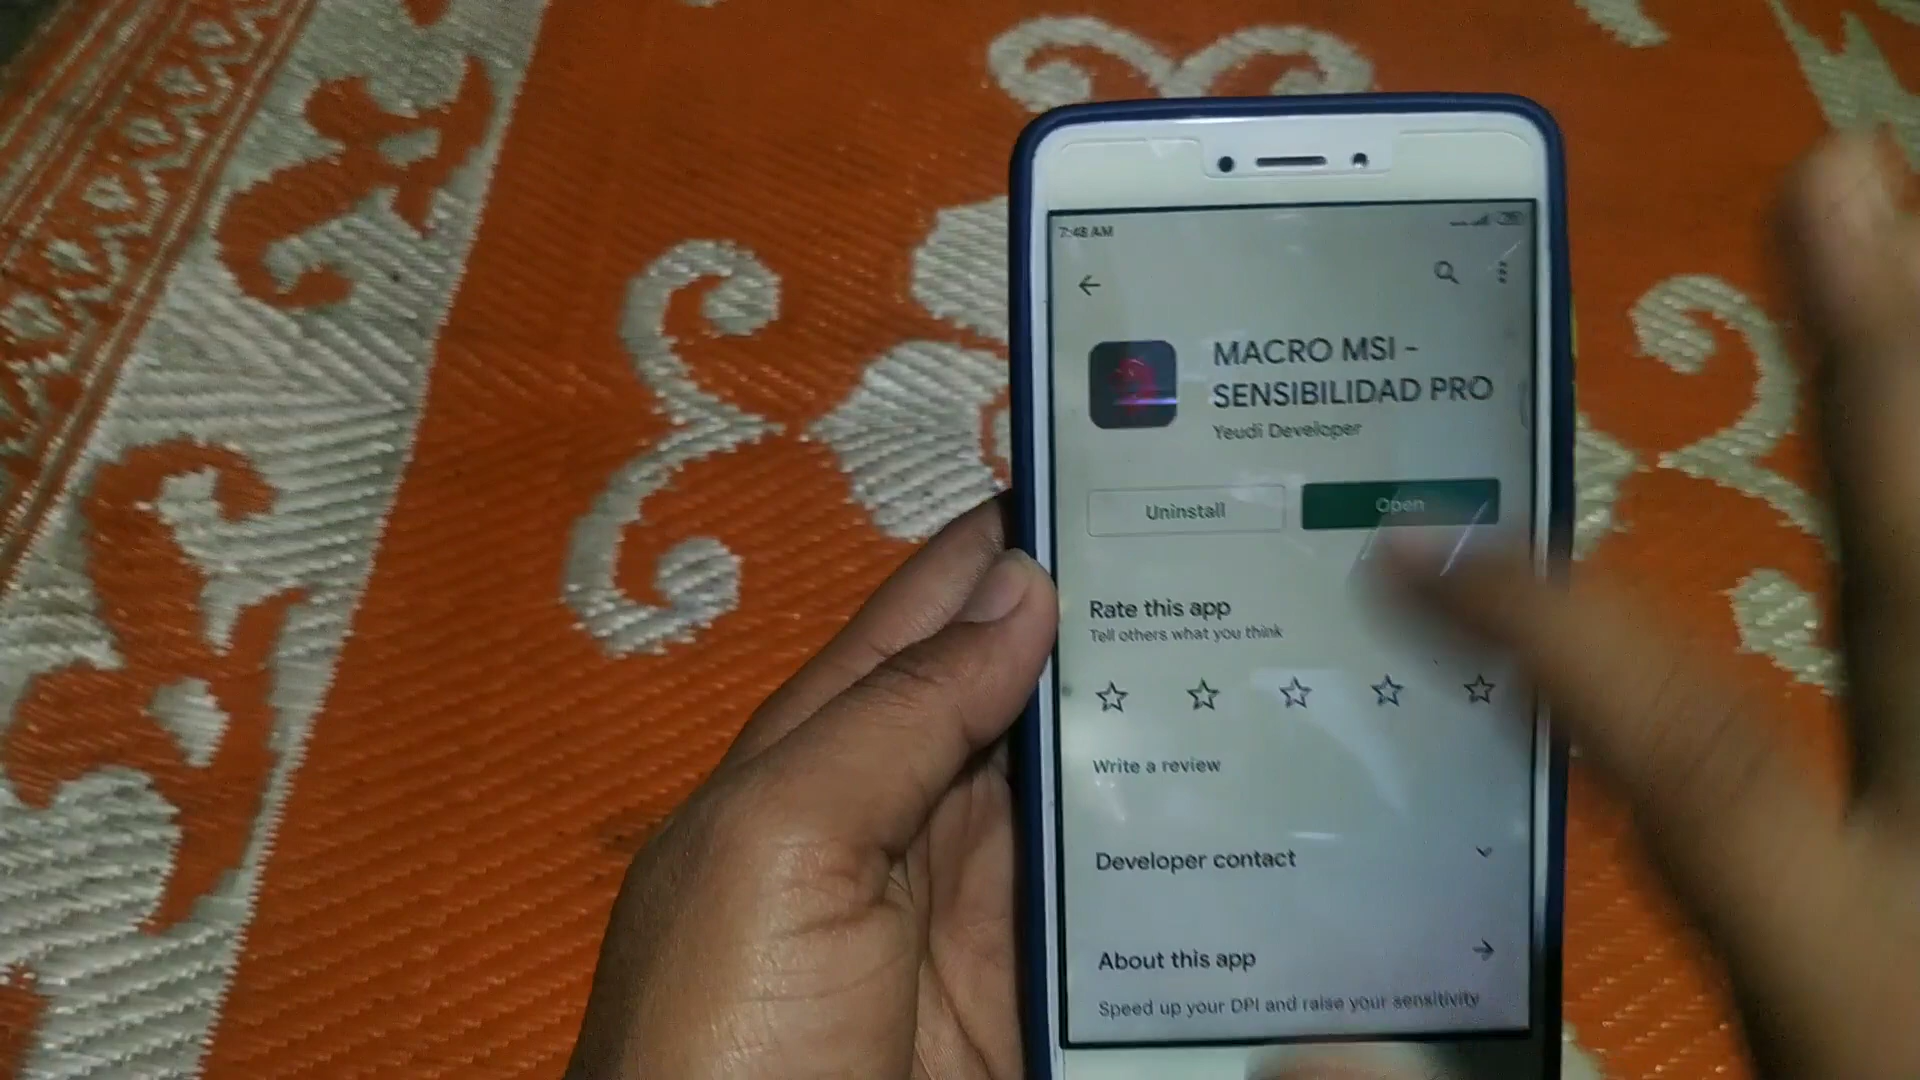 7:48 AM
MACRO MSI -
SENSIBILIDAD PRO
Yeudi Developer
Uninstall
Open
Rate this app
Tell others what you think
Write a review
Developer contact
About this app
Speed up your DPI and raise your sensitivity